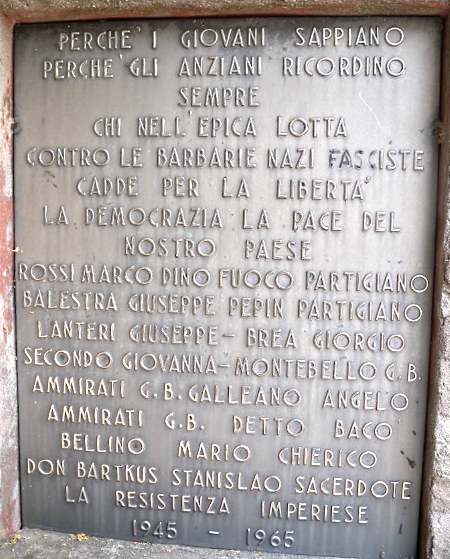 PERCHE' I GIOVANI SAPPIANO
PERCHE' GLI ANZIANI RICORDINO
SEMPRE
CHI NELL'EPICA LOTTA
CONTRO LE BARBARIE NAZI FASCISTE
CADDE PER LA LIBERTA'
LA DEMOCRAZIA LA PACE DEL
NOSTRO PAESE
ROSSI MARCO DINO FUOCO PARTIGIANO
BALESTRA GIUSEPPE PEPIN PARTIGIANO
LANTERI GIUSEPPE - BREA GIORGIO
SECONDO GIOVANNA - MONTEBELLO G.B.
AMMIRATI G.B. GALLEANO ANGELO
AMMIRATI G.B. DETTO BACO'
BELLINO MARIO CHIERICO
DON BARTKUS STANISLAO SACERDOTE
LA RESISTENZA IMPERIESE
1945 - 1965